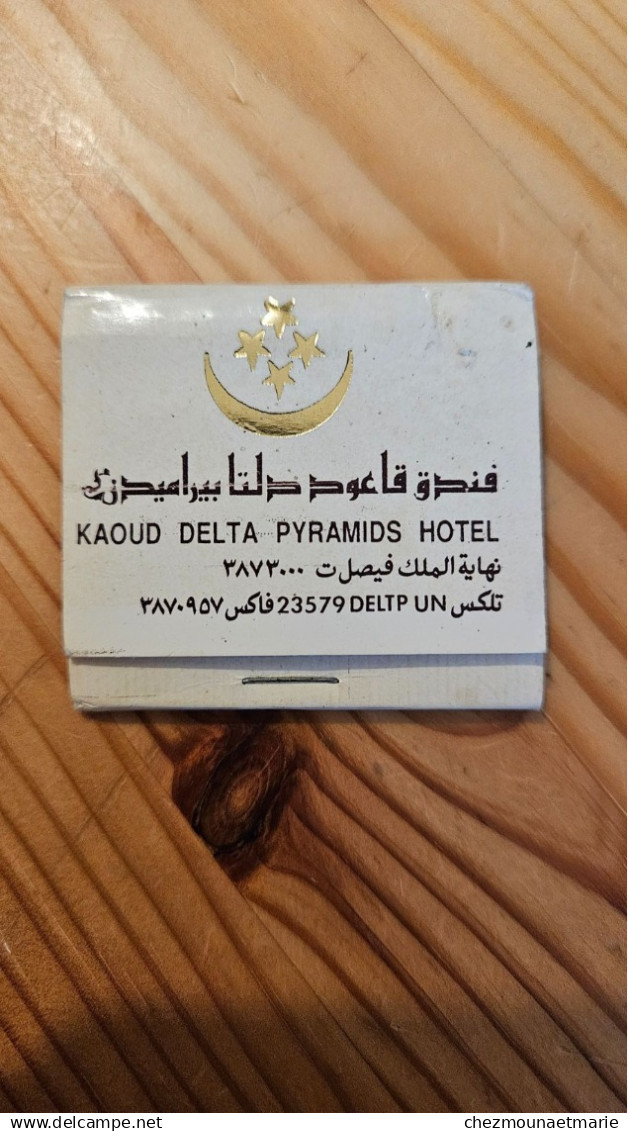 فندق قاعود دلتا بيراميدز
KAOUD DELTA PYRAMIDS HOTEL
نهاية الملك فيصل ت ٣٨٧٣٠٠٠
تلكس 23579 DELTP UN فاكس ٣٨٧٠٩٥٧
delcampe.net
chezmounaetmarie